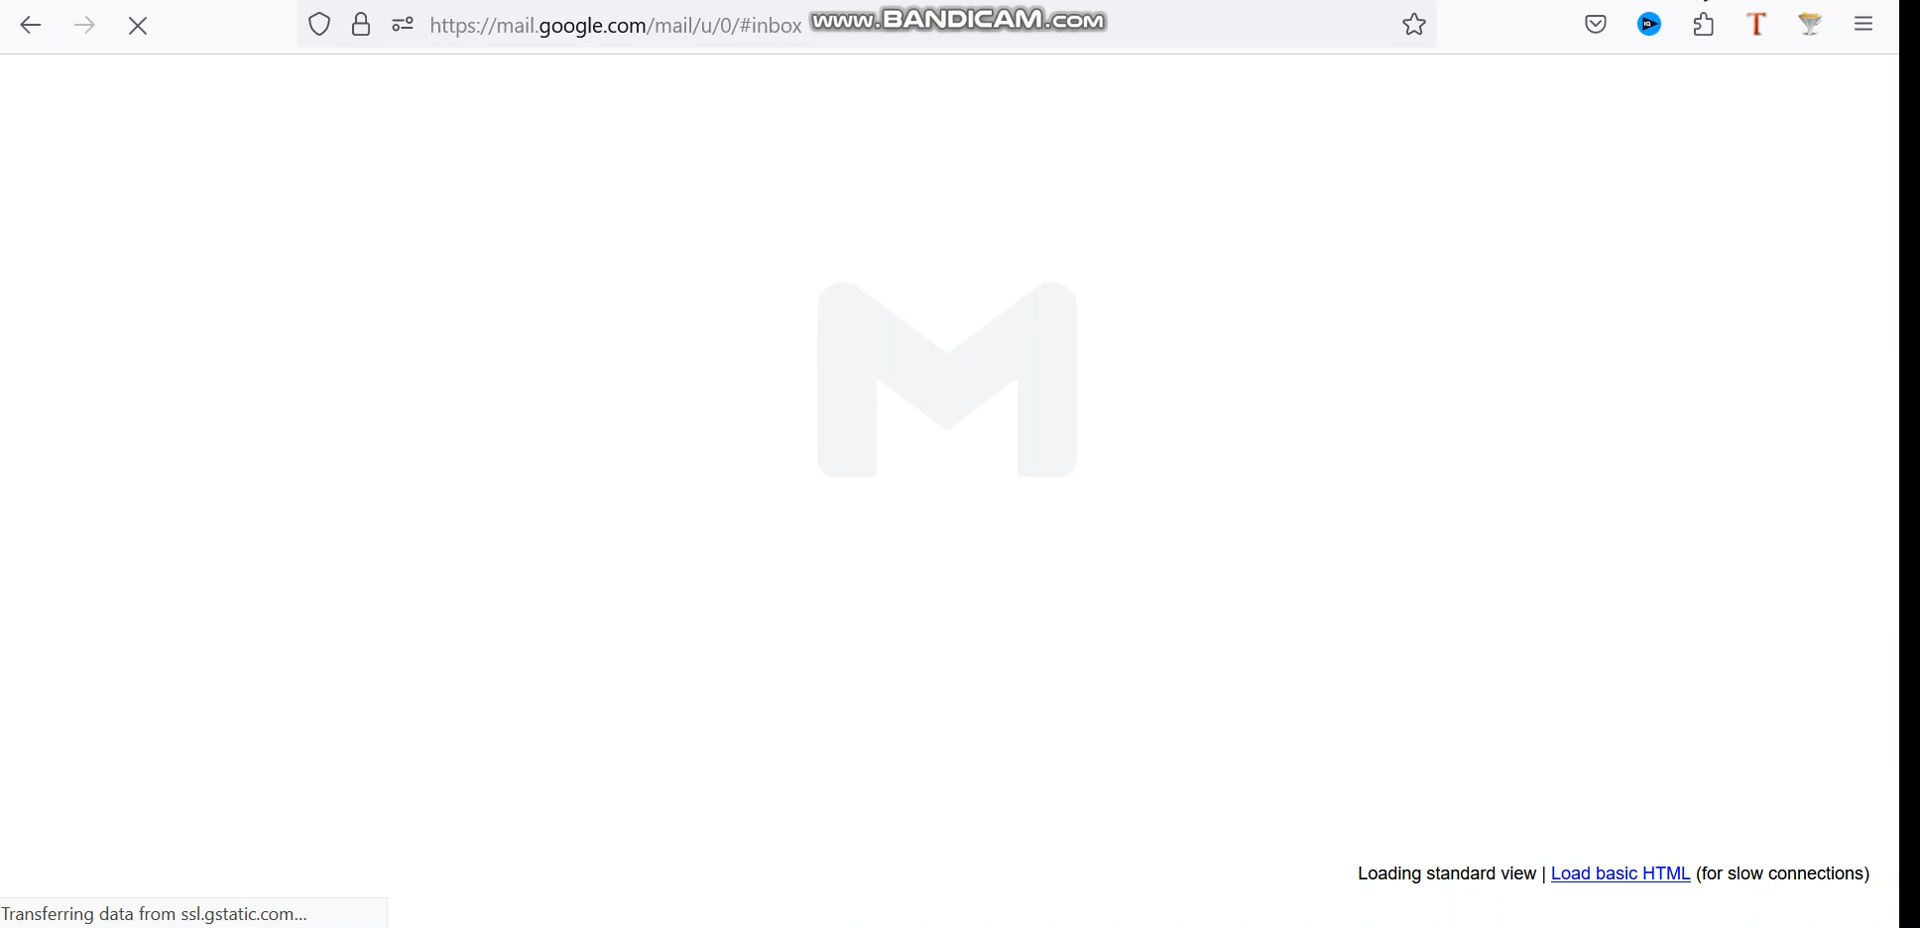 https://mail.google.com/mail/u/0/#inbox
www.BANDICAM.com
T
M
Loading standard view | Load basic HTML (for slow connections)
Transferring data from ssl.gstatic.com...